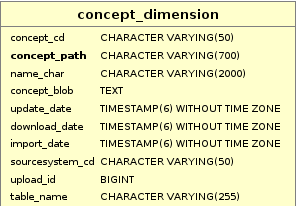 concept_dimension
concept_cd CHARACTER VARYING(50)
concept_path CHARACTER VARYING(700)
name_char CHARACTER VARYING(2000)
concept_blob TEXT
update_date TIMESTAMP(6) WITHOUT TIME ZONE
download_date TIMESTAMP(6) WITHOUT TIME ZONE
import_date TIMESTAMP(6) WITHOUT TIME ZONE
sourcesystem_cd CHARACTER VARYING(50)
upload_id BIGINT
table_name CHARACTER VARYING(255)